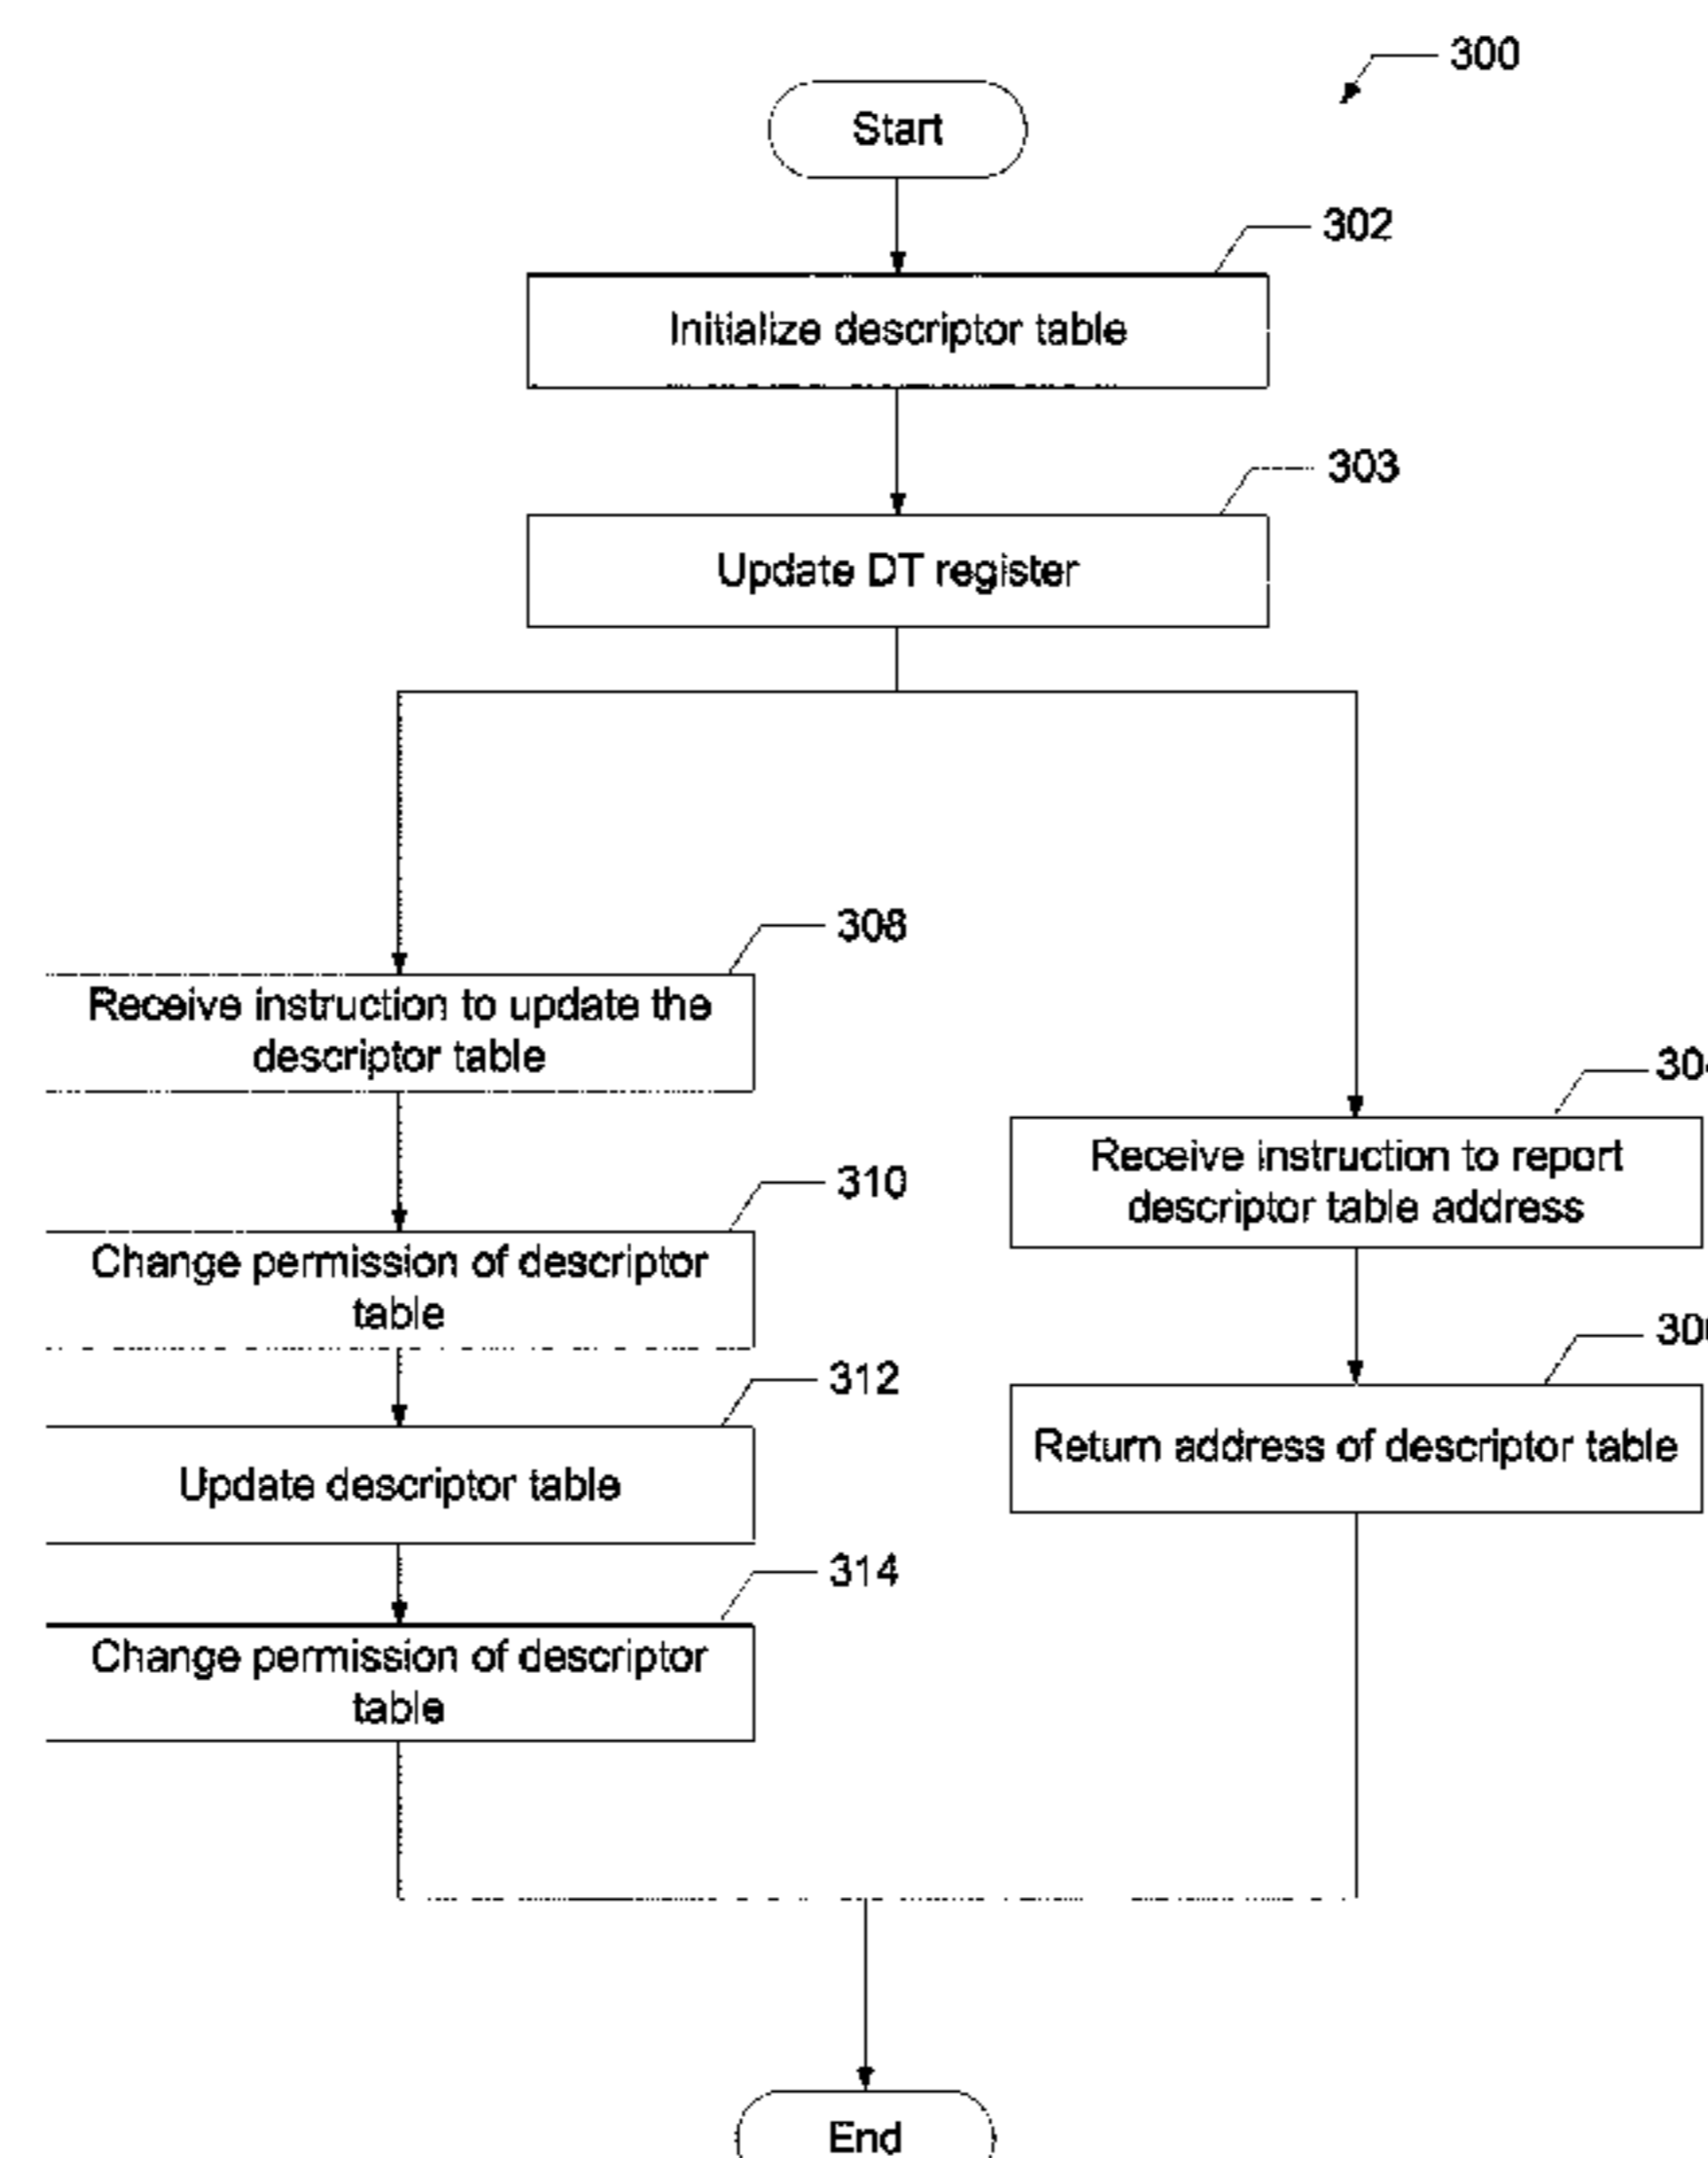 300
Start
302
Initialize descriptor table
303
Update DT register
308
Receive instruction to update the
descriptor table
310
Change permission of descriptor
table
312
Update descriptor table
314
Change permission of descriptor
table
Receive instruction to report
descriptor table address
Return address of descriptor table
End